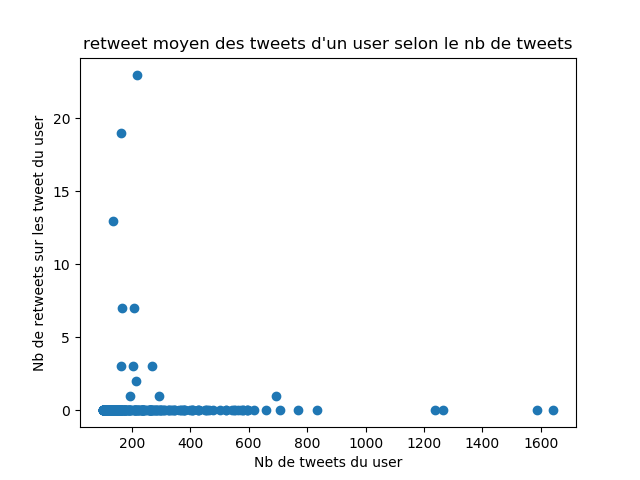 retweet moyen des tweets d'un user selon le nb de tweets
Nb de retweets sur les tweet du user
20
15
10
5
0
200 400 600 800 1000 1200 1400 1600
Nb de tweets du user